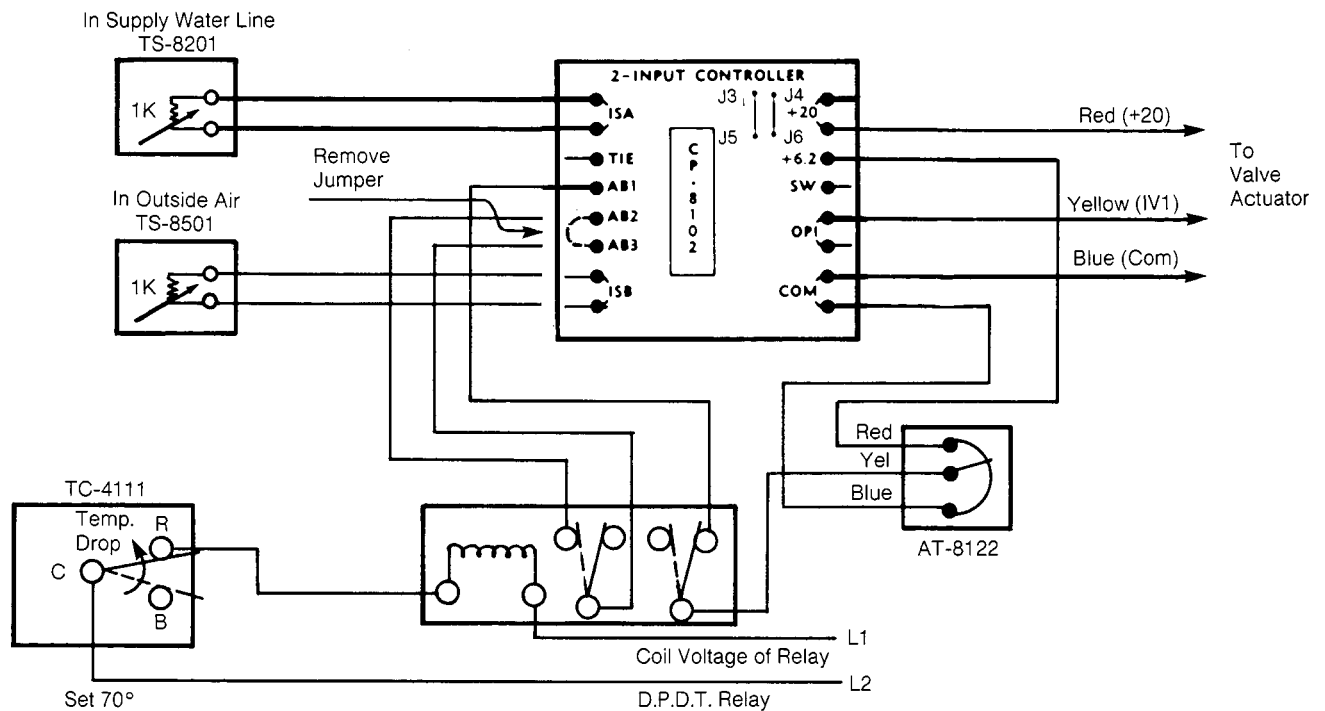 In Supply Water Line
TS-8201
1K
2-INPUT CONTROLLER
J3 J4
ISA
+20
J5 J6
TIE
+6.2
AB1
SW
AB2
OP1
AB3
ISB
COM
CP-8102
Red (+20)
Yellow (IV1)
Blue (Com)
To
Valve
Actuator
Remove
Jumper
In Outside Air
TS-8501
1K
Red
Yel
Blue
AT-8122
TC-4111
Temp.
Drop
R
C
B
Set 70°
L1
Coil Voltage of Relay
L2
D.P.D.T. Relay